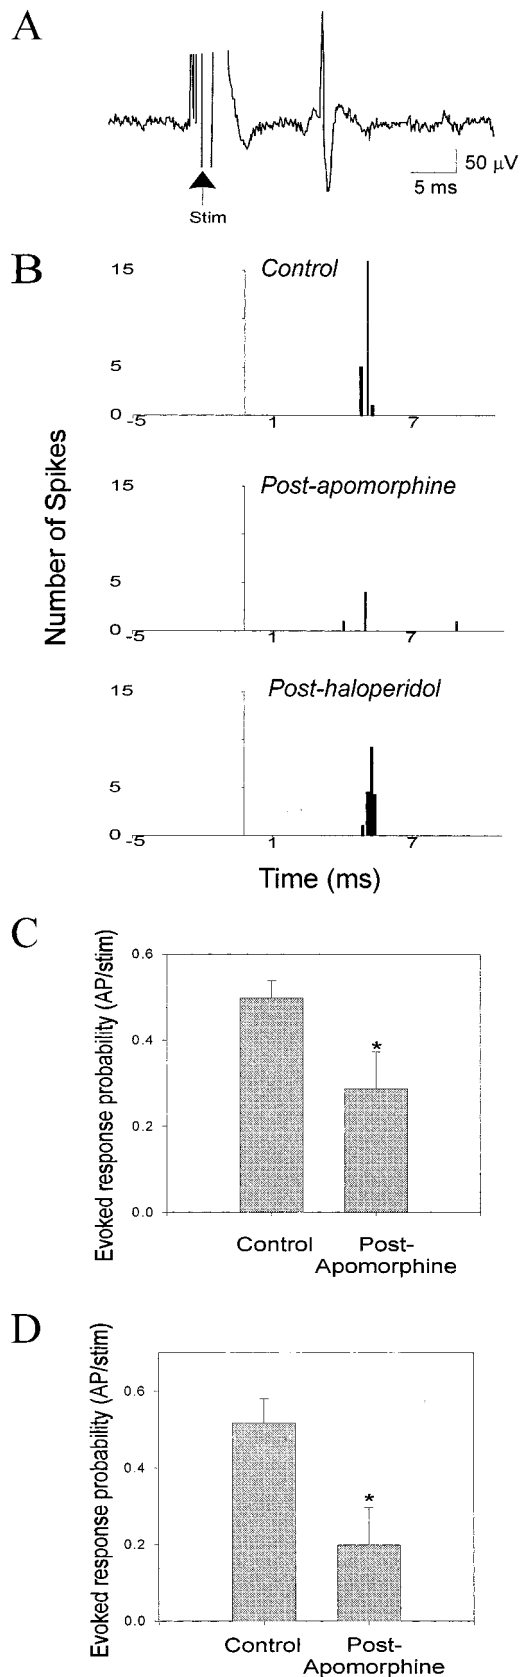 A
50 μV
5 ms
Stim
B
Number of Spikes
Control
15
5
0
-5
1
7
Post-apomorphine
15
5
0
-5
1
7
Post-haloperidol
15
5
0
-5
1
7
Time (ms)
C
Evoked response probability (AP/stim)
0.6
0.4
0.2
0.0
*
Control
Post-
Apomorphine
D
Evoked response probability (AP/stim)
0.6
0.4
0.2
0.0
*
Control
Post-
Apomorphine